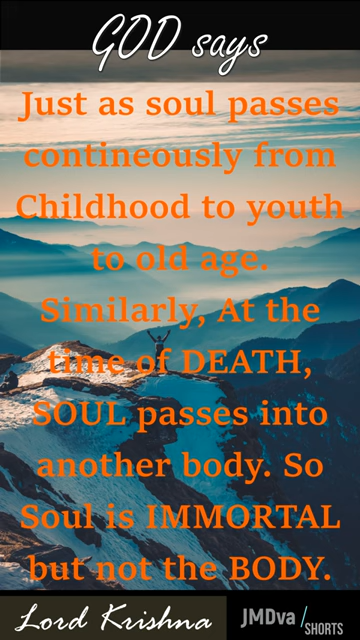 GOD says
Just as soul passes
contineously from
Childhood to youth
to old age.
Similarly, At the
time of DEATH,
SOUL passes into
another body. So
Soul is IMMORTAL
but not the BODY.
Lord Krishna
JMDva / SHORTS